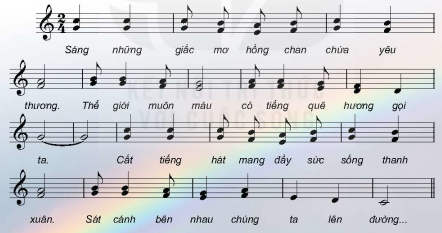 Sáng những giấc mơ hồng chan chứa yêu
thương. Thế giới muôn màu có tiếng quê hương gọi
ta. Cất tiếng hát mang đầy sức sống thanh
xuân. Sát cánh bên nhau chúng ta lên đường...